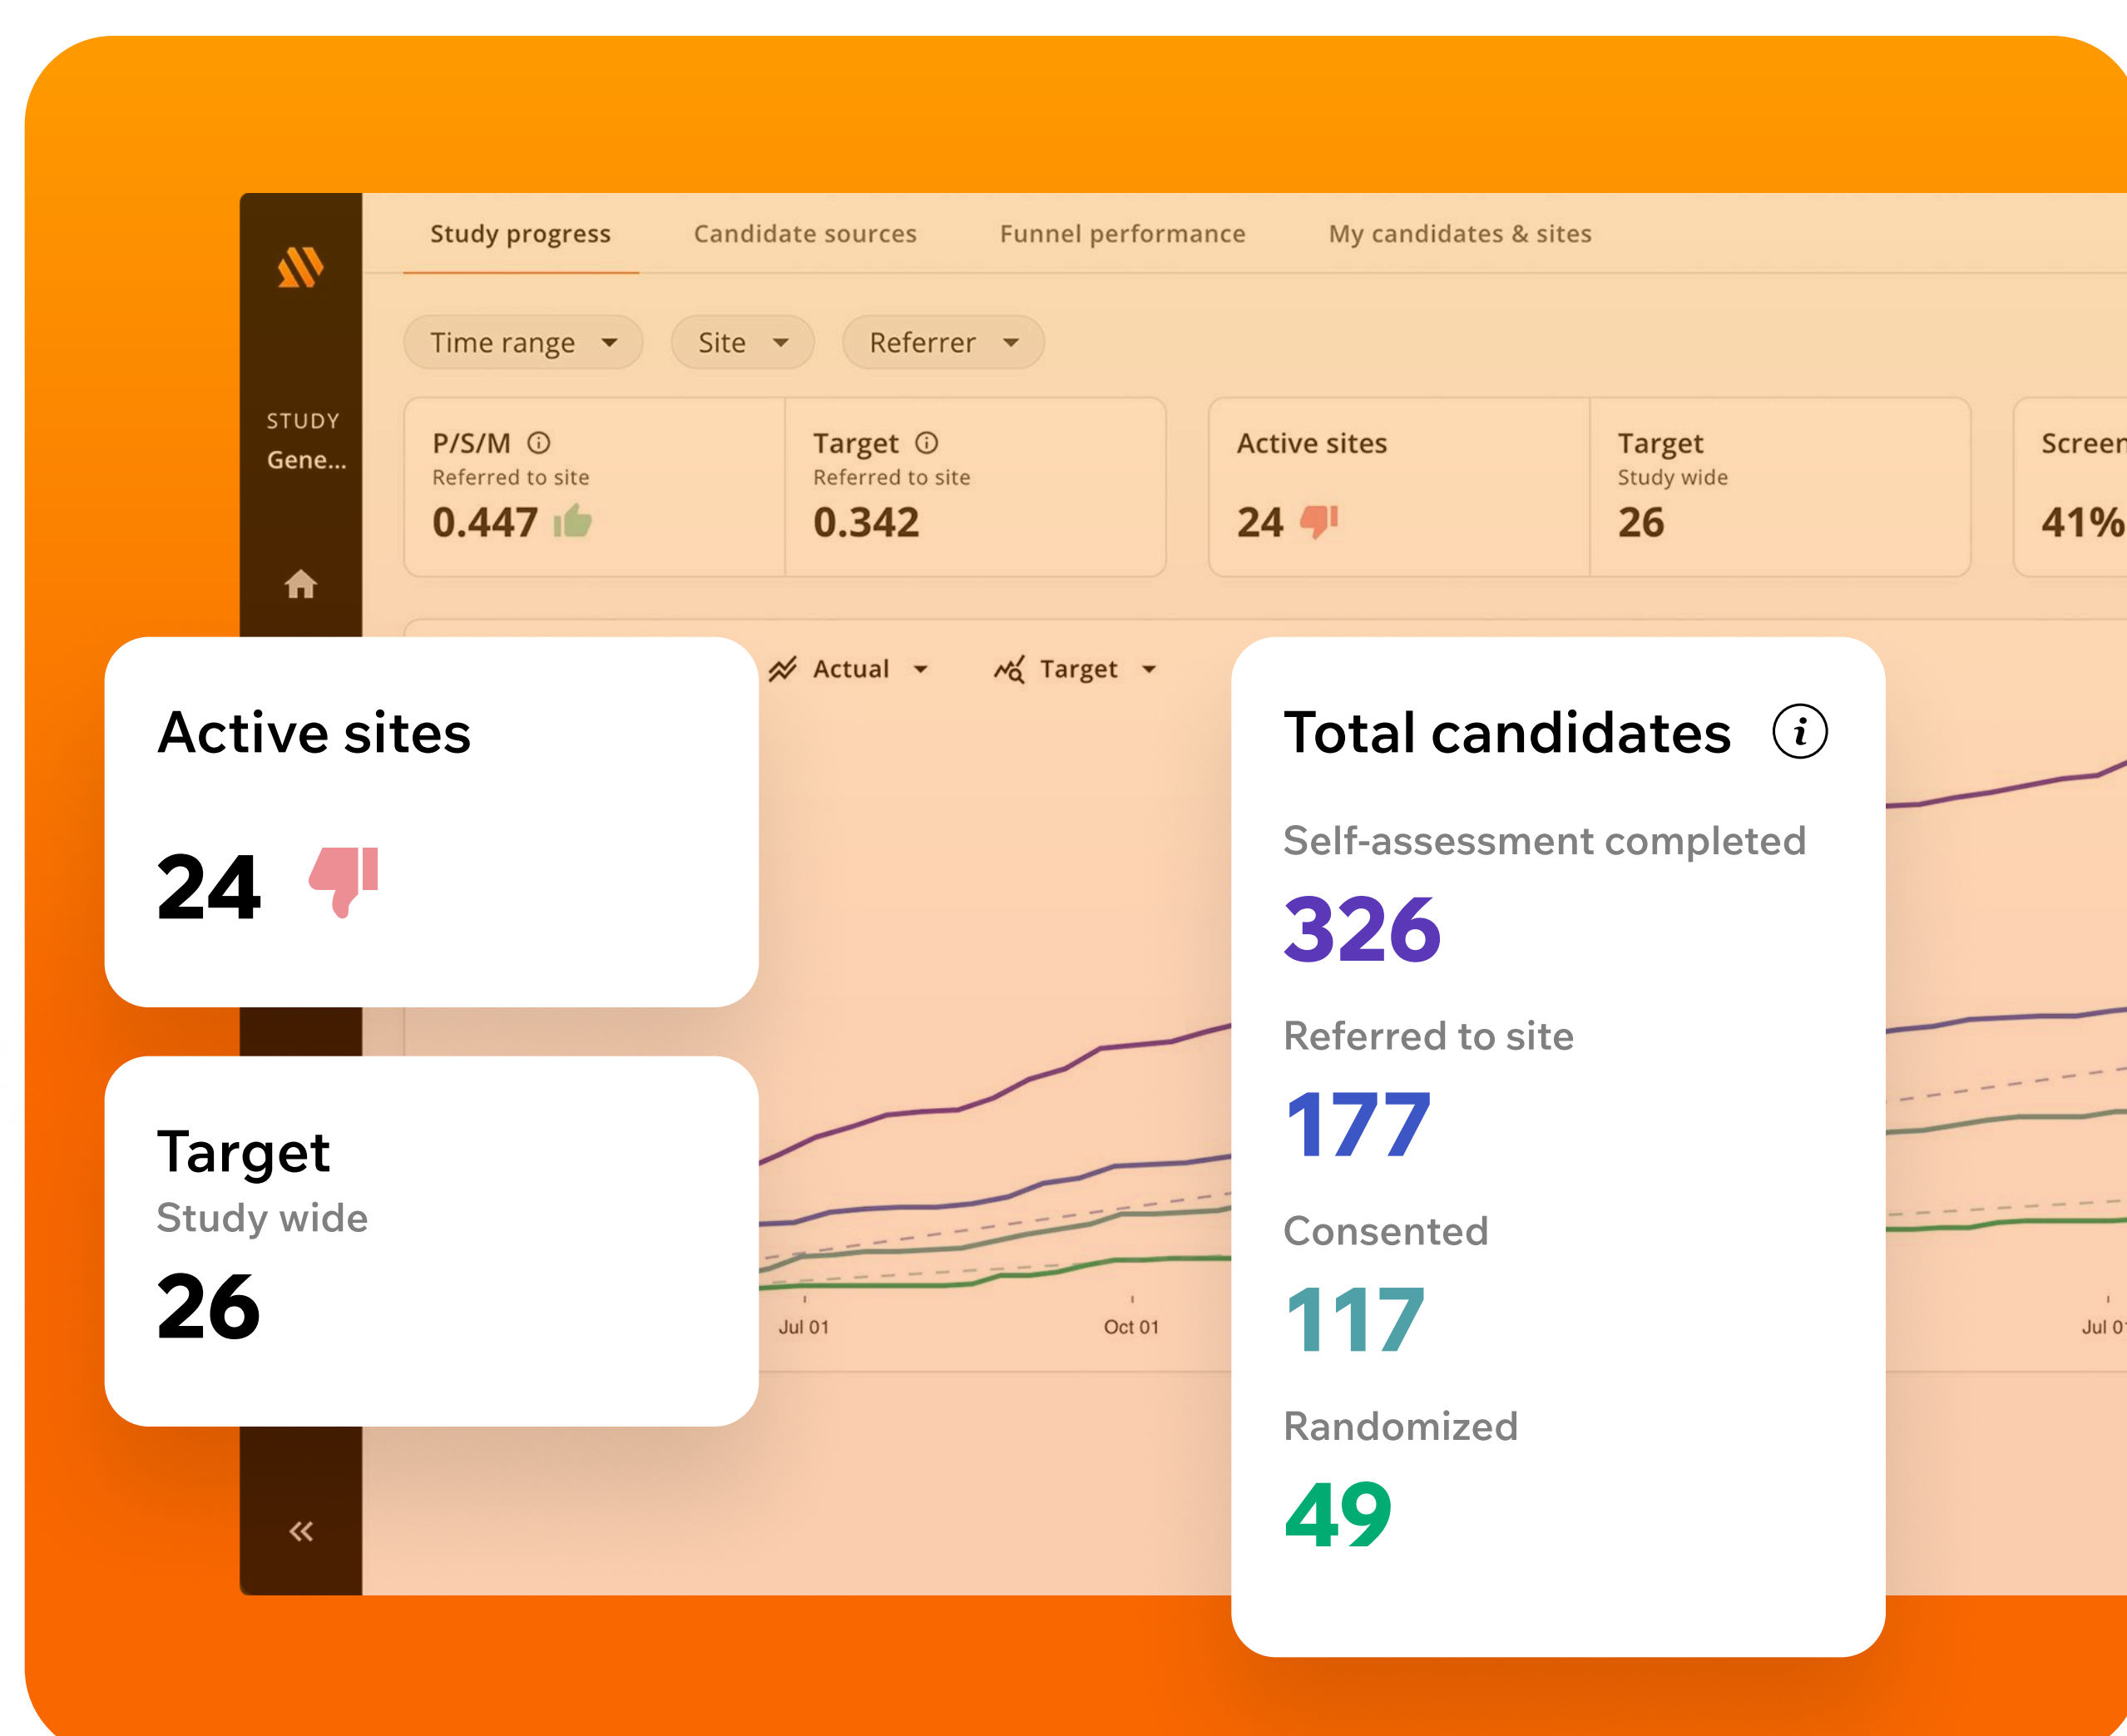 Study progress Candidate sources Funnel performance My candidates & sites
Time range Site Referrer
STUDY
Gene...
P/S/M Target Active sites Target Screen
Referred to site Referred to site Study wide
0.447 0.342 24 26 41%
Actual Target
Active sites
24
Target
Study wide
26
Total candidates
Self-assessment completed
326
Referred to site
177
Consented
117
Randomized
49
Jul 01 Oct 01 Jul 01